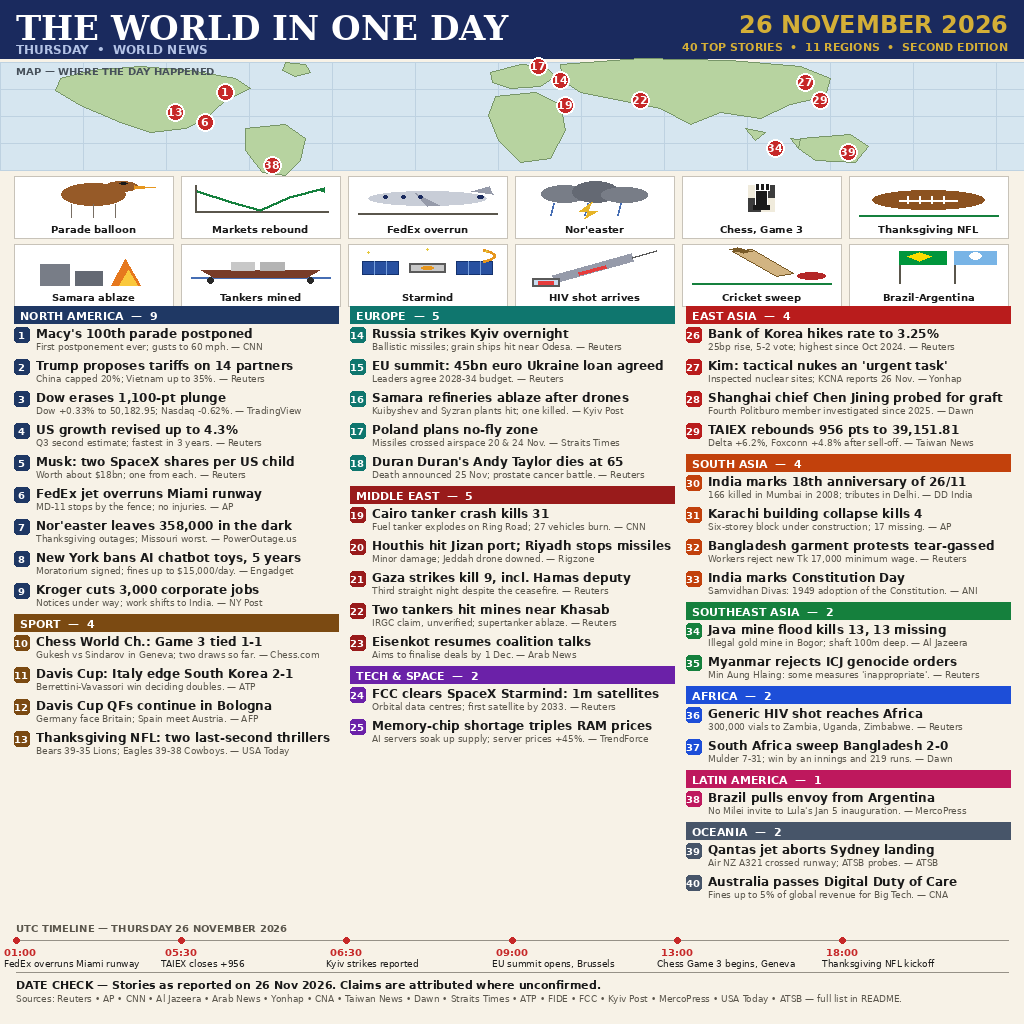 THE WORLD IN ONE DAY
THURSDAY • WORLD NEWS
26 NOVEMBER 2026
40 TOP STORIES • 11 REGIONS • SECOND EDITION
MAP — WHERE THE DAY HAPPENED
17
14
27
1
22
29
19
13
6
34
39
38
Parade balloon
Markets rebound
FedEx overrun
Nor'easter
Chess, Game 3
Thanksgiving NFL
Samara ablaze
Tankers mined
Starmind
HIV shot arrives
Cricket sweep
Brazil-Argentina
NORTH AMERICA — 9
1 Macy's 100th parade postponed
First postponement ever; gusts to 60 mph. — CNN
2 Trump proposes tariffs on 14 partners
China capped 20%; Vietnam up to 35%. — Reuters
3 Dow erases 1,100-pt plunge
Dow +0.33% to 50,182.95; Nasdaq -0.62%. — TradingView
4 US growth revised up to 4.3%
Q3 second estimate; fastest in 3 years. — Reuters
5 Musk: two SpaceX shares per US child
Worth about $18bn; one from each. — Reuters
6 FedEx jet overruns Miami runway
MD-11 stops by the fence; no injuries. — AP
7 Nor'easter leaves 358,000 in the dark
Thanksgiving outages; Missouri worst. — PowerOutage.us
8 New York bans AI chatbot toys, 5 years
Moratorium signed; fines up to $15,000/day. — Engadget
9 Kroger cuts 3,000 corporate jobs
Notices under way; work shifts to India. — NY Post
SPORT — 4
10 Chess World Ch.: Game 3 tied 1-1
Gukesh vs Sindarov in Geneva; two draws so far. — Chess.com
11 Davis Cup: Italy edge South Korea 2-1
Berrettini-Vavassori win deciding doubles. — ATP
12 Davis Cup QFs continue in Bologna
Germany face Britain; Spain meet Austria. — AFP
13 Thanksgiving NFL: two last-second thrillers
Bears 39-35 Lions; Eagles 39-38 Cowboys. — USA Today
EUROPE — 5
14 Russia strikes Kyiv overnight
Ballistic missiles; grain ships hit near Odesa. — Reuters
15 EU summit: 45bn euro Ukraine loan agreed
Leaders agree 2028-34 budget. — Reuters
16 Samara refineries ablaze after drones
Kuibyshev and Syzran plants hit; one killed. — Kyiv Post
17 Poland plans no-fly zone
Missiles crossed airspace 20 & 24 Nov. — Straits Times
18 Duran Duran's Andy Taylor dies at 65
Death announced 25 Nov; prostate cancer battle. — Reuters
MIDDLE EAST — 5
19 Cairo tanker crash kills 31
Fuel tanker explodes on Ring Road; 27 vehicles burn. — CNN
20 Houthis hit Jizan port; Riyadh stops missiles
Minor damage; Jeddah drone downed. — Rigzone
21 Gaza strikes kill 9, incl. Hamas deputy
Third straight night despite the ceasefire. — Reuters
22 Two tankers hit mines near Khasab
IRGC claim, unverified; supertanker ablaze. — Reuters
23 Eisenkot resumes coalition talks
Aims to finalise deals by 1 Dec. — Arab News
TECH & SPACE — 2
24 FCC clears SpaceX Starmind: 1m satellites
Orbital data centres; first satellite by 2033. — Reuters
25 Memory-chip shortage triples RAM prices
AI servers soak up supply; server prices +45%. — TrendForce
EAST ASIA — 4
26 Bank of Korea hikes rate to 3.25%
25bp rise, 5-2 vote; highest since Oct 2024. — Reuters
27 Kim: tactical nukes an 'urgent task'
Inspected nuclear sites; KCNA reports 26 Nov. — Yonhap
28 Shanghai chief Chen Jining probed for graft
Fourth Politburo member investigated since 2025. — Dawn
29 TAIEX rebounds 956 pts to 39,151.81
Delta +6.2%, Foxconn +4.8% after sell-off. — Taiwan News
SOUTH ASIA — 4
30 India marks 18th anniversary of 26/11
166 killed in Mumbai in 2008; tributes in Delhi. — DD India
31 Karachi building collapse kills 4
Six-storey block under construction; 17 missing. — AP
32 Bangladesh garment protests tear-gassed
Workers reject new Tk 17,000 minimum wage. — Reuters
33 India marks Constitution Day
Samvidhan Divas: 1949 adoption of the Constitution. — ANI
SOUTHEAST ASIA — 2
34 Java mine flood kills 13, 13 missing
Illegal gold mine in Bogor; shaft 100m deep. — Al Jazeera
35 Myanmar rejects ICJ genocide orders
Min Aung Hlaing: some measures 'inappropriate'. — Reuters
AFRICA — 2
36 Generic HIV shot reaches Africa
300,000 vials to Zambia, Uganda, Zimbabwe. — Reuters
37 South Africa sweep Bangladesh 2-0
Mulder 7-31; win by an innings and 219 runs. — Dawn
LATIN AMERICA — 1
38 Brazil pulls envoy from Argentina
No Milei invite to Lula's Jan 5 inauguration. — MercoPress
OCEANIA — 2
39 Qantas jet aborts Sydney landing
Air NZ A321 crossed runway; ATSB probes. — ATSB
40 Australia passes Digital Duty of Care
Fines up to 5% of global revenue for Big Tech. — CNA
UTC TIMELINE — THURSDAY 26 NOVEMBER 2026
01:00 05:30 06:30 09:00 13:00 18:00
FedEx overruns Miami runway TAIEX closes +956 Kyiv strikes reported EU summit opens, Brussels Chess Game 3 begins, Geneva Thanksgiving NFL kickoff
DATE CHECK — Stories as reported on 26 Nov 2026. Claims are attributed where unconfirmed.
Sources: Reuters • AP • CNN • Al Jazeera • Arab News • Yonhap • CNA • Taiwan News • Dawn • Straits Times • ATP • FIDE • FCC • Kyiv Post • MercoPress • USA Today • ATSB — full list in README.